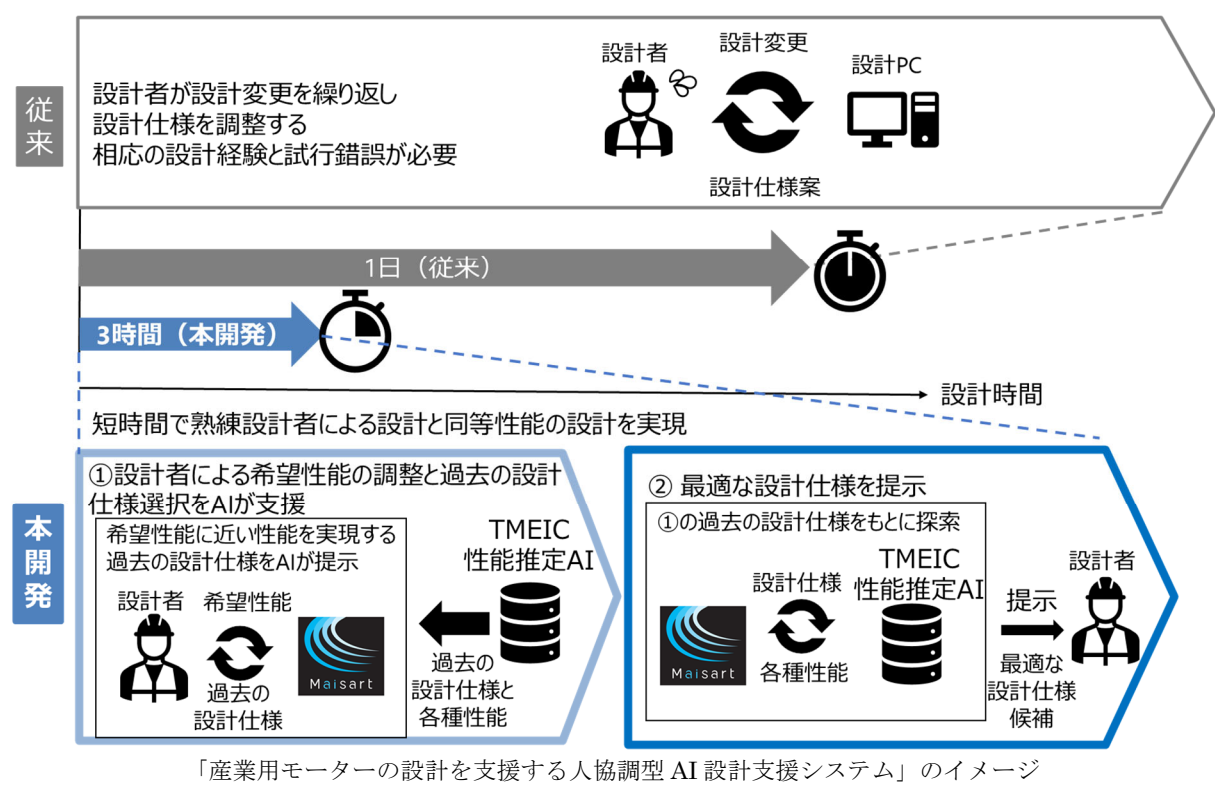 従来
設計者が設計変更を繰り返し
設計仕様を調整する
相応の設計経験と試行錯誤が必要
設計者
設計変更
設計PC
設計仕様案
1日（従来）
3時間（本開発）
設計時間
短時間で熟練設計者による設計と同等性能の設計を実現
本開発
①設計者による希望性能の調整と過去の設計
仕様選択をAIが支援
希望性能に近い性能を実現する
過去の設計仕様をAIが提示
設計者
希望性能
過去の
設計仕様
Maisart
TMEIC
性能推定AI
過去の
設計仕様と
各種性能
② 最適な設計仕様を提示
①の過去の設計仕様をもとに探索
Maisart
設計仕様
各種性能
TMEIC
性能推定AI
提示
最適な
設計仕様
候補
設計者
「産業用モーターの設計を支援する人協調型 AI 設計支援システム」のイメージ